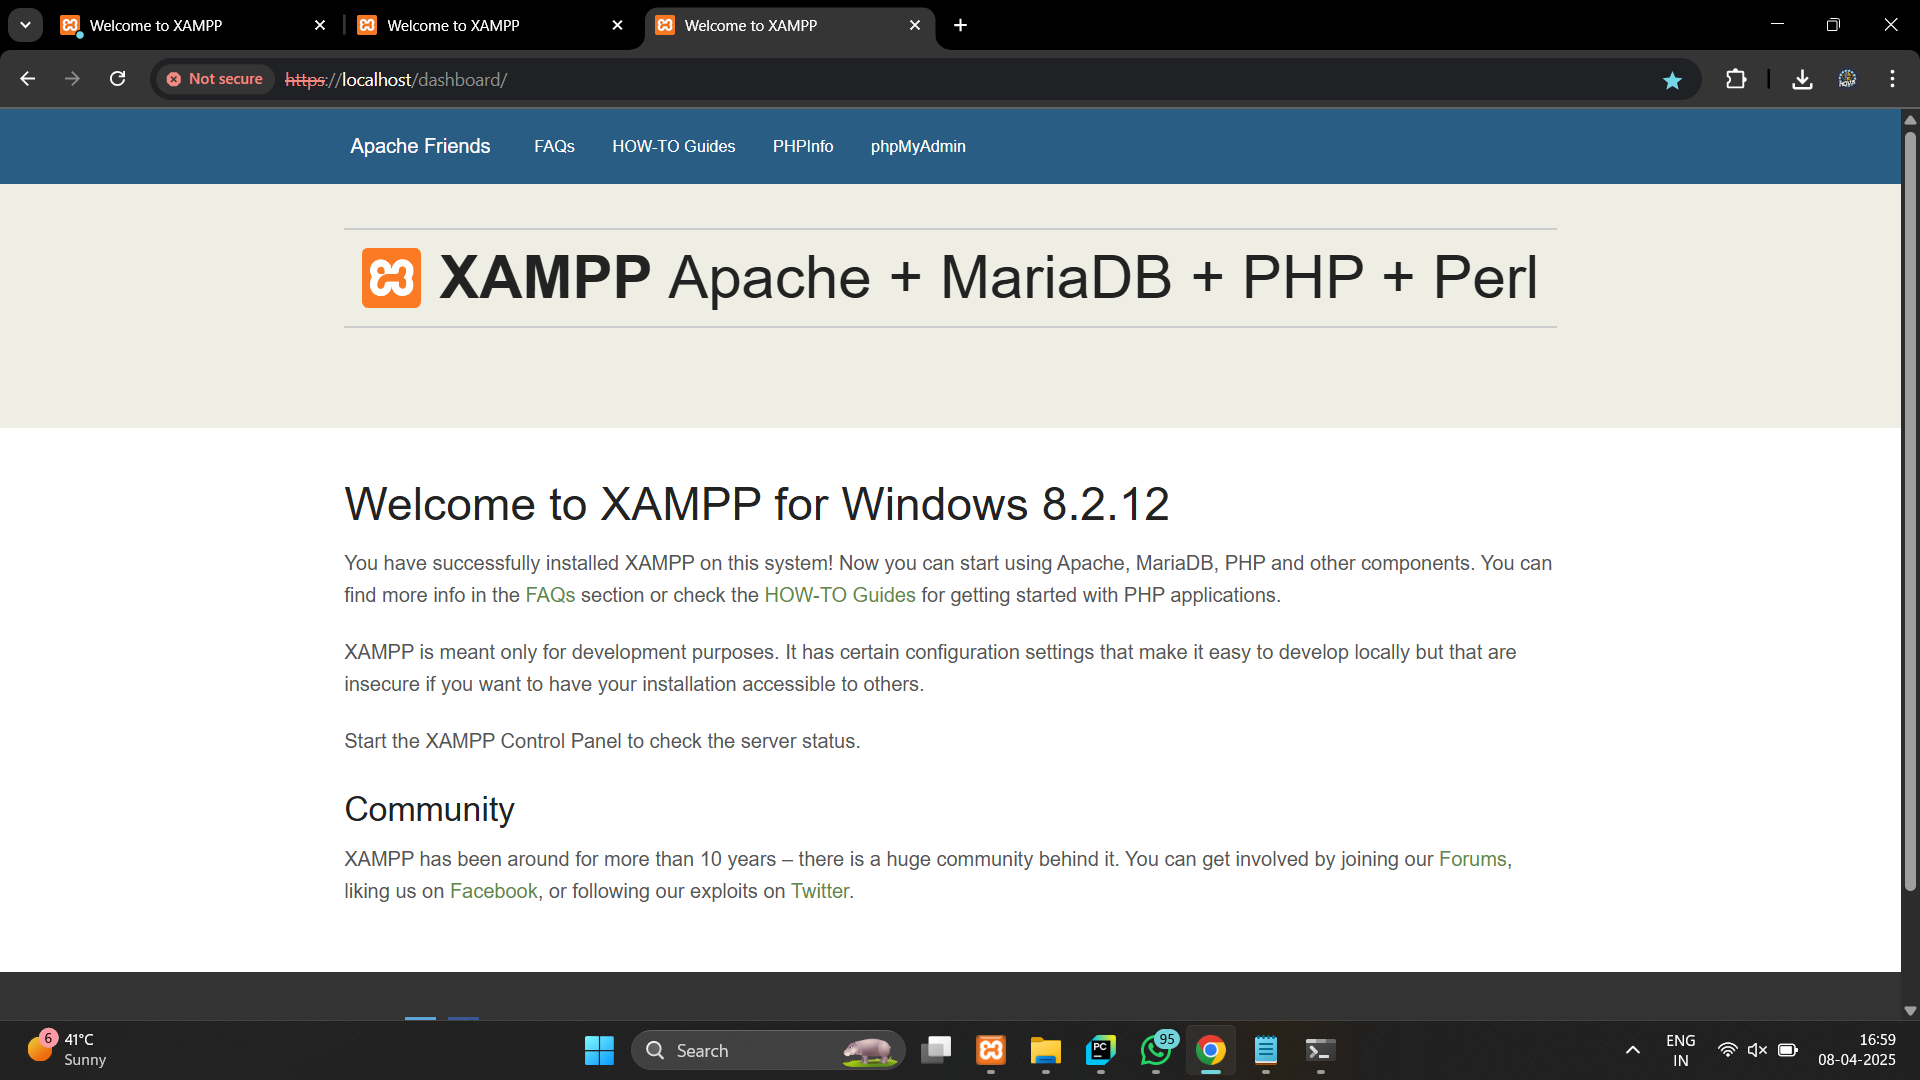 Welcome to XAMPP
Welcome to XAMPP
Welcome to XAMPP
Not secure
https://localhost/dashboard/
Apache Friends
FAQs
HOW-TO Guides
PHPInfo
phpMyAdmin
XAMPP Apache + MariaDB + PHP + Perl
Welcome to XAMPP for Windows 8.2.12
You have successfully installed XAMPP on this system! Now you can start using Apache, MariaDB, PHP and other components. You can
find more info in the FAQs section or check the HOW-TO Guides for getting started with PHP applications.
XAMPP is meant only for development purposes. It has certain configuration settings that make it easy to develop locally but that are
insecure if you want to have your installation accessible to others.
Start the XAMPP Control Panel to check the server status.
Community
XAMPP has been around for more than 10 years – there is a huge community behind it. You can get involved by joining our Forums,
liking us on Facebook, or following our exploits on Twitter.
6
41°C
Sunny
Search
PC
95
ENG
IN
16:59
08-04-2025